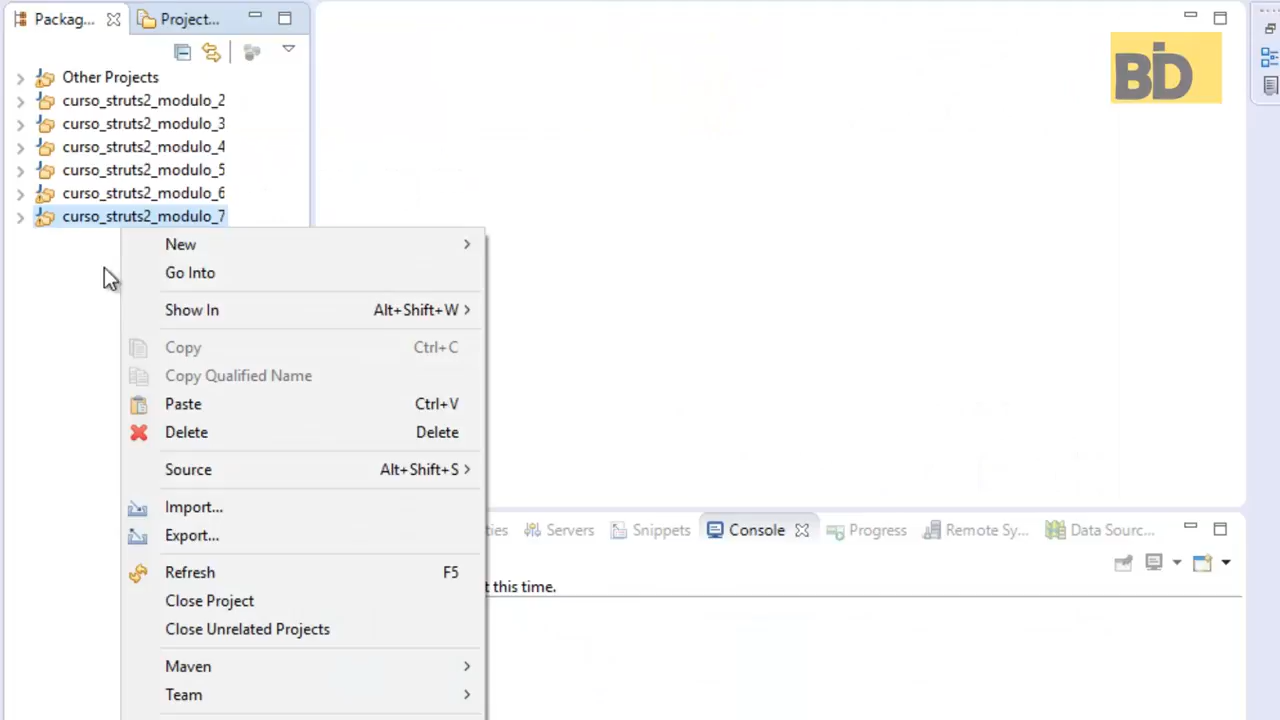 Packag...
Project...
BID
Other Projects
curso_struts2_modulo_2
curso_struts2_modulo_3
curso_struts2_modulo_4
curso_struts2_modulo_5
curso_struts2_modulo_6
curso_struts2_modulo_7
New
Go Into
Show In Alt+Shift+W
Copy Ctrl+C
Copy Qualified Name
Paste Ctrl+V
Delete Delete
Source Alt+Shift+S
Import...
Export...
Refresh F5
Close Project
Close Unrelated Projects
Maven
Team
ties Servers Snippets Console Progress Remote Sy... Data Sourc...
t this time.